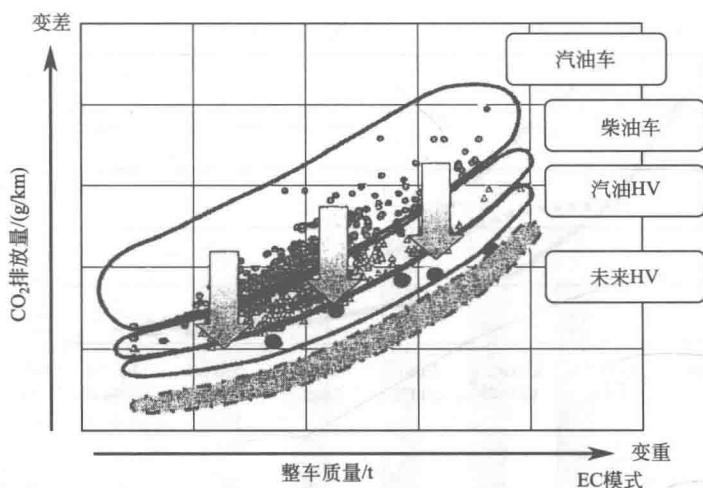 变差
汽油车
柴油车
汽油HV
未来HV
CO₂排放量/(g/km)
整车质量/t
变重
EC模式